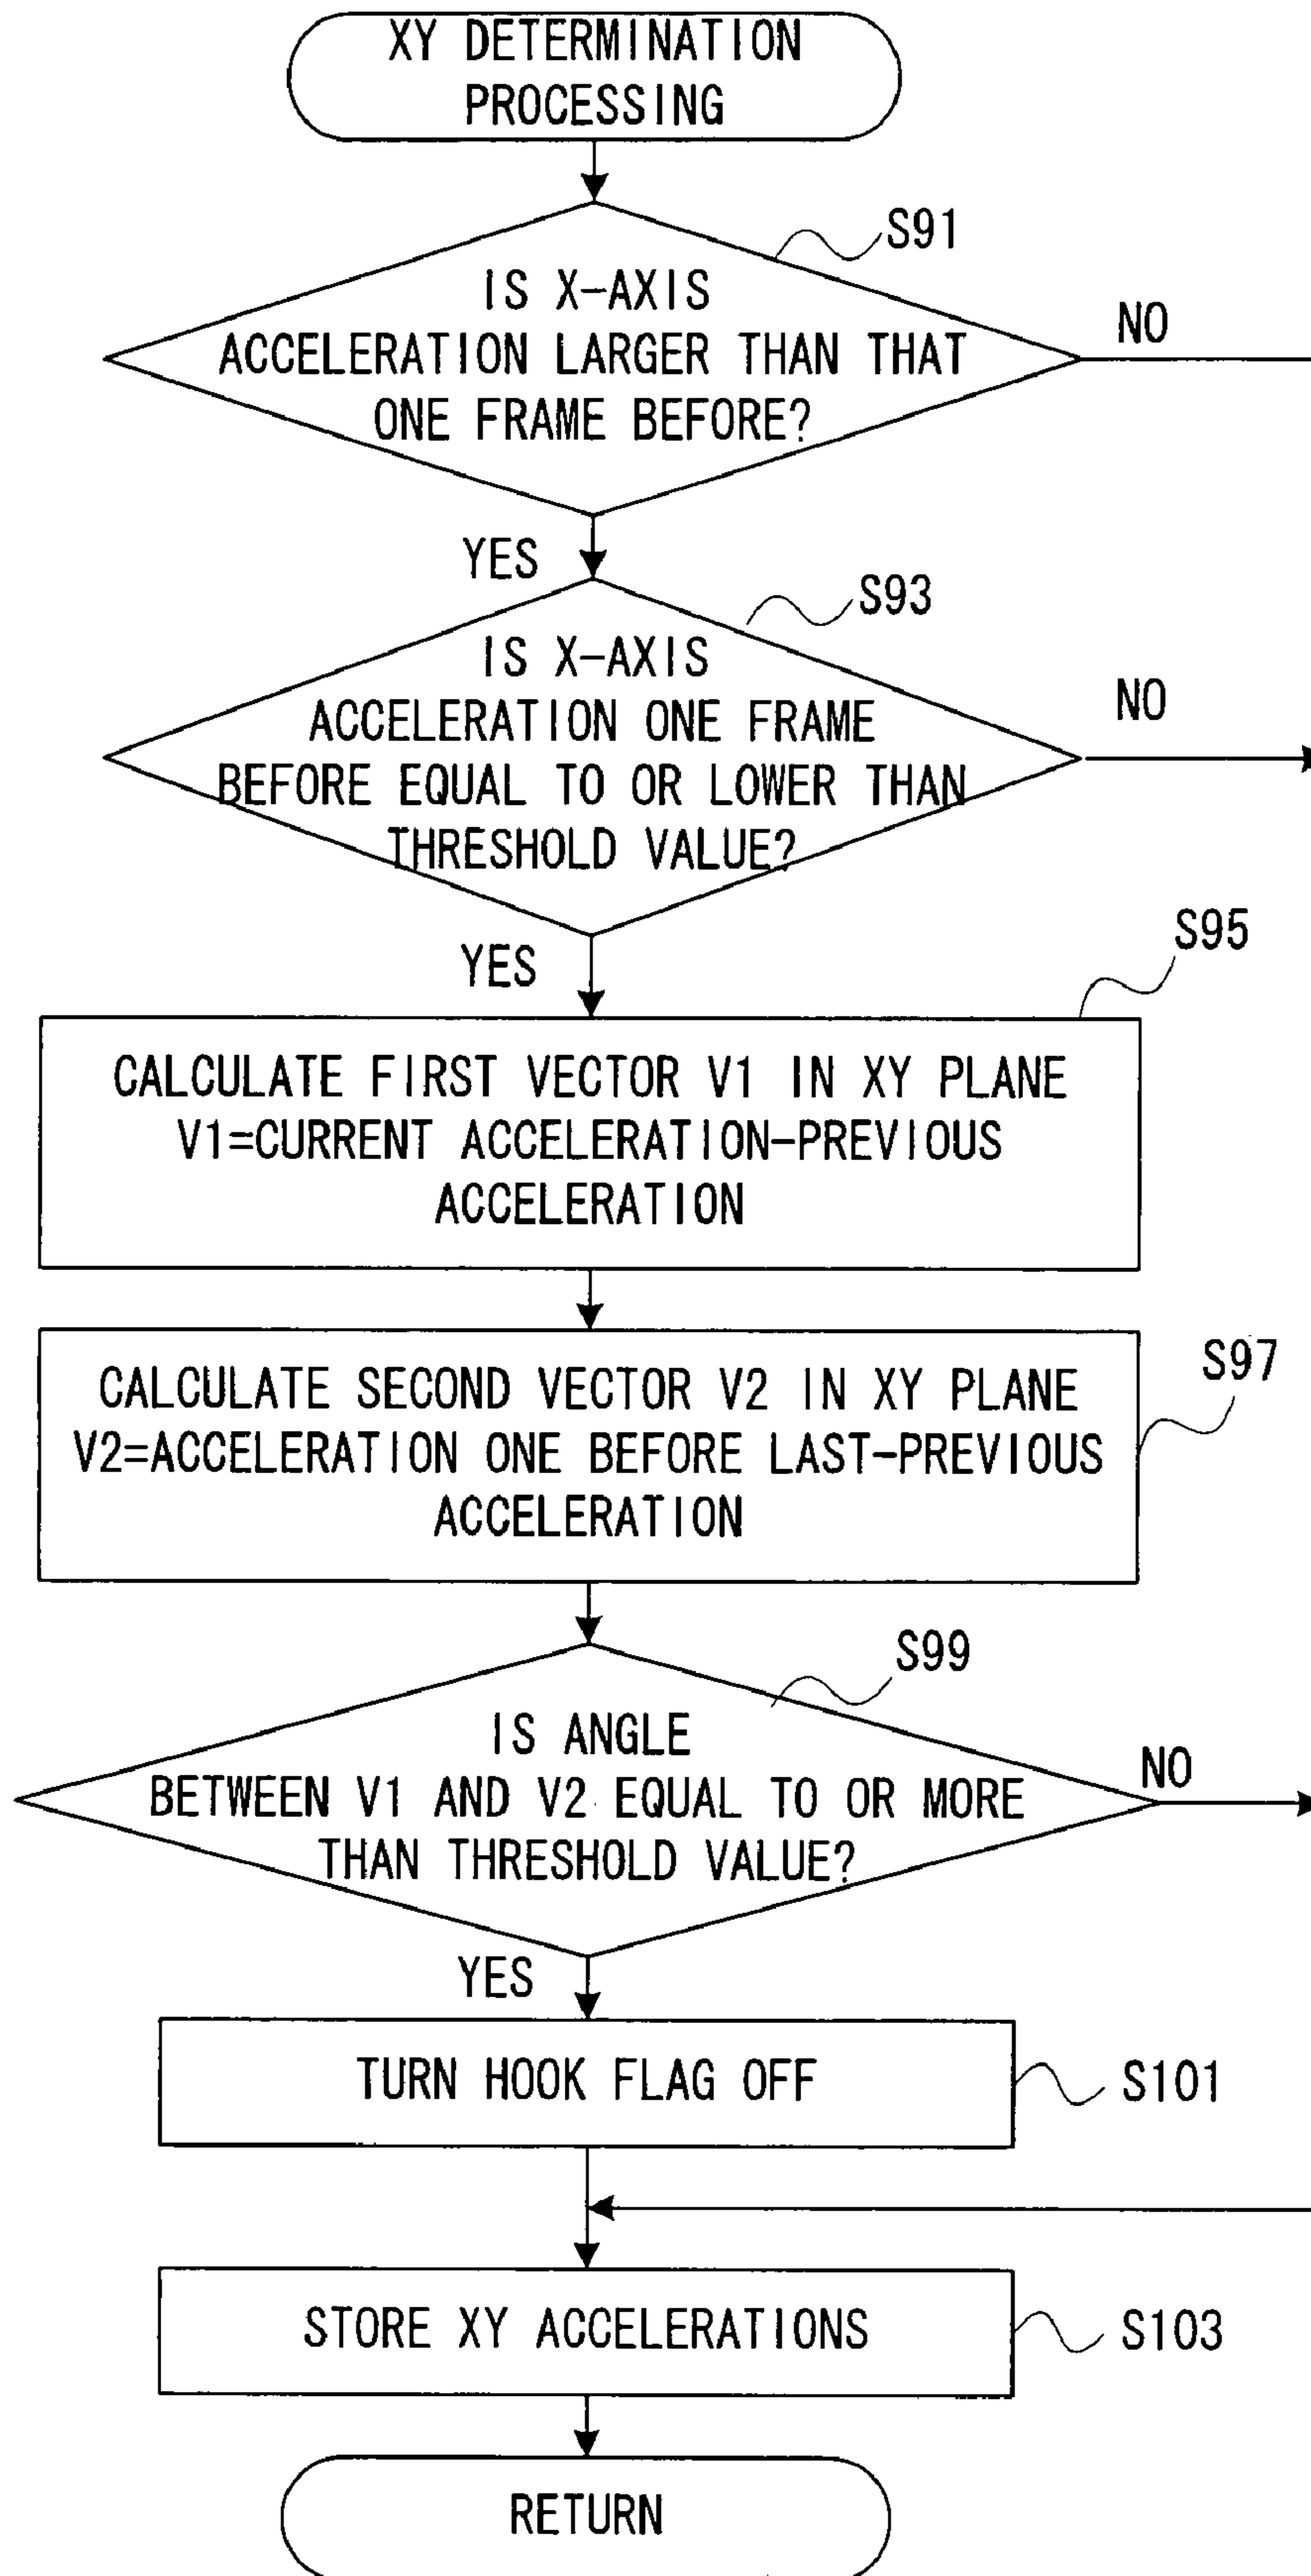 XY DETERMINATION
PROCESSING
S91
IS X-AXIS
ACCELERATION LARGER THAN THAT
ONE FRAME BEFORE?
NO
YES
S93
IS X-AXIS
ACCELERATION ONE FRAME
BEFORE EQUAL TO OR LOWER THAN
THRESHOLD VALUE?
NO
YES
S95
CALCULATE FIRST VECTOR V1 IN XY PLANE
V1=CURRENT ACCELERATION-PREVIOUS
ACCELERATION
S97
CALCULATE SECOND VECTOR V2 IN XY PLANE
V2=ACCELERATION ONE BEFORE LAST-PREVIOUS
ACCELERATION
S99
IS ANGLE
BETWEEN V1 AND V2 EQUAL TO OR MORE
THAN THRESHOLD VALUE?
NO
YES
TURN HOOK FLAG OFF
S101
STORE XY ACCELERATIONS
S103
RETURN